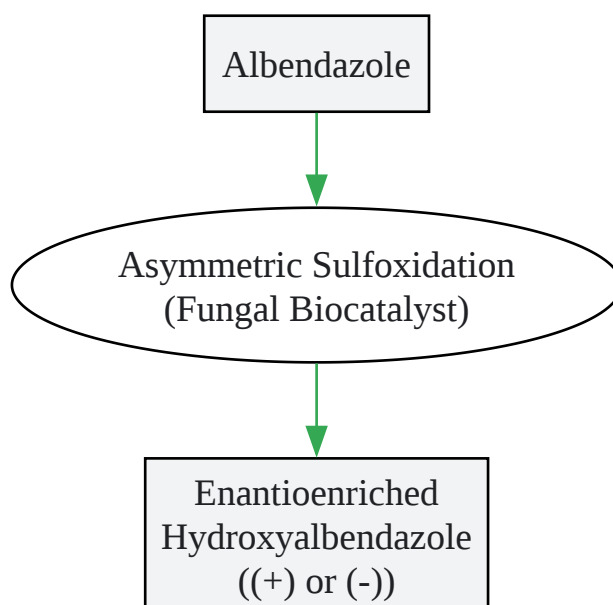 Albendazole
Asymmetric Sulfoxidation
(Fungal Biocatalyst)
Enantioenriched
Hydroxyalbendazole
((+) or (-))